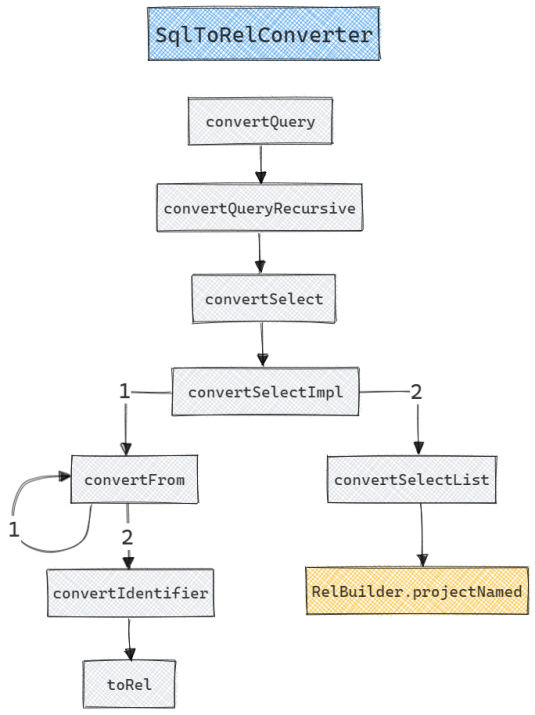 SqlToRelConverter
convertQuery
convertQueryRecursive
convertSelect
convertSelectImpl
1
2
convertFrom
convertSelectList
1
2
convertIdentifier
RelBuilder.projectNamed
toRel